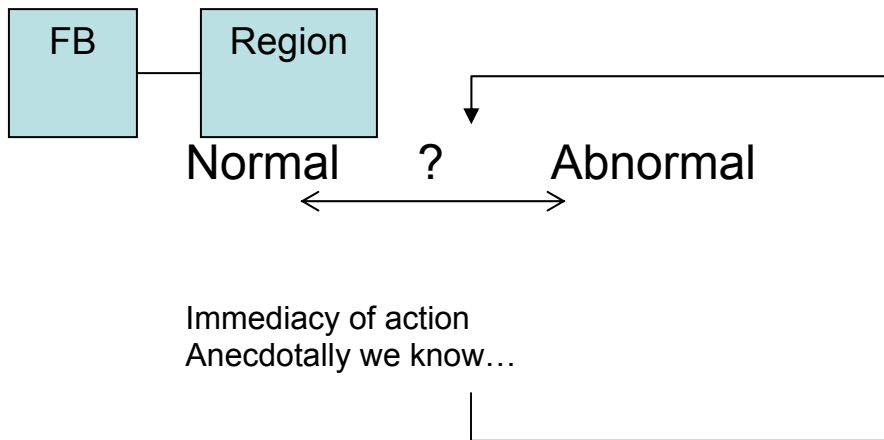 FB Region
Normal ? Abnormal
Immediacy of action
Anecdotally we know…